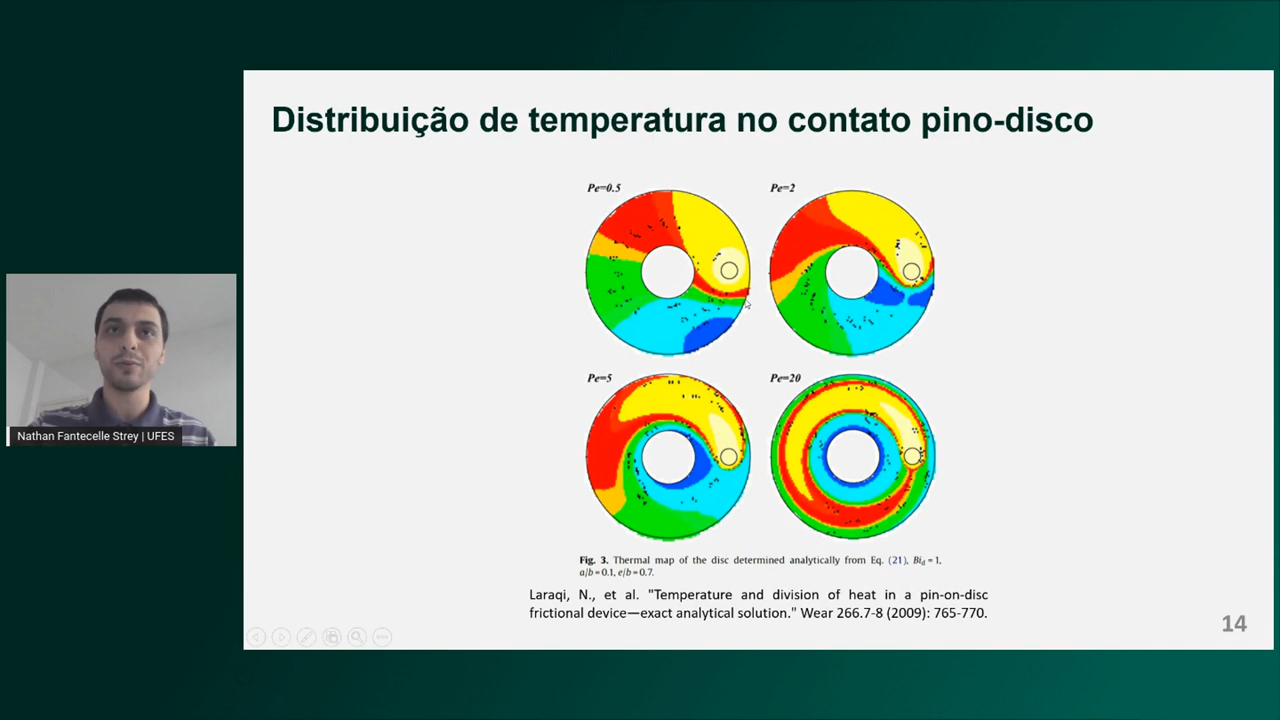 Distribuição de temperatura no contato pino-disco
Pe=0.5
Pe=2
Pe=5
Pe=20
Fig. 3. Thermal map of the disc determined analytically from Eq. (21), Bid = 1,
a/b = 0.1, e/b = 0.7.
Laraqi, N., et al. "Temperature and division of heat in a pin-on-disc
frictional device—exact analytical solution." Wear 266.7-8 (2009): 765-770.
14
Nathan Fantecelle Strey | UFES